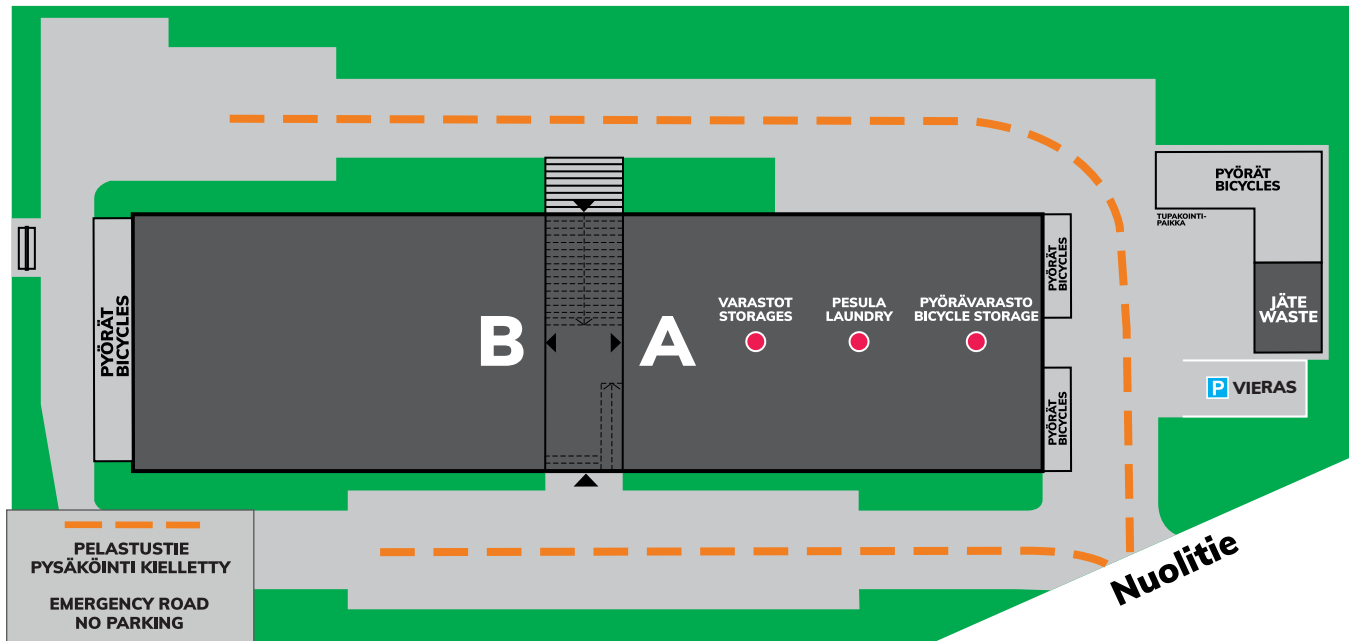 PYÖRÄT
BICYCLES
TUPAKOINTI-
PAIKKA
PYÖRÄT
BICYCLES
PYÖRÄT
BICYCLES
B
A
VARASTOT
STORAGES
PESULA
LAUNDRY
PYÖRÄVARASTO
BICYCLE STORAGE
JÄTE
WASTE
P VIERAS
PYÖRÄT
BICYCLES
Nuolitie
PELASTUSTIE
PYSÄKÖINTI KIELLETTY
EMERGENCY ROAD
NO PARKING